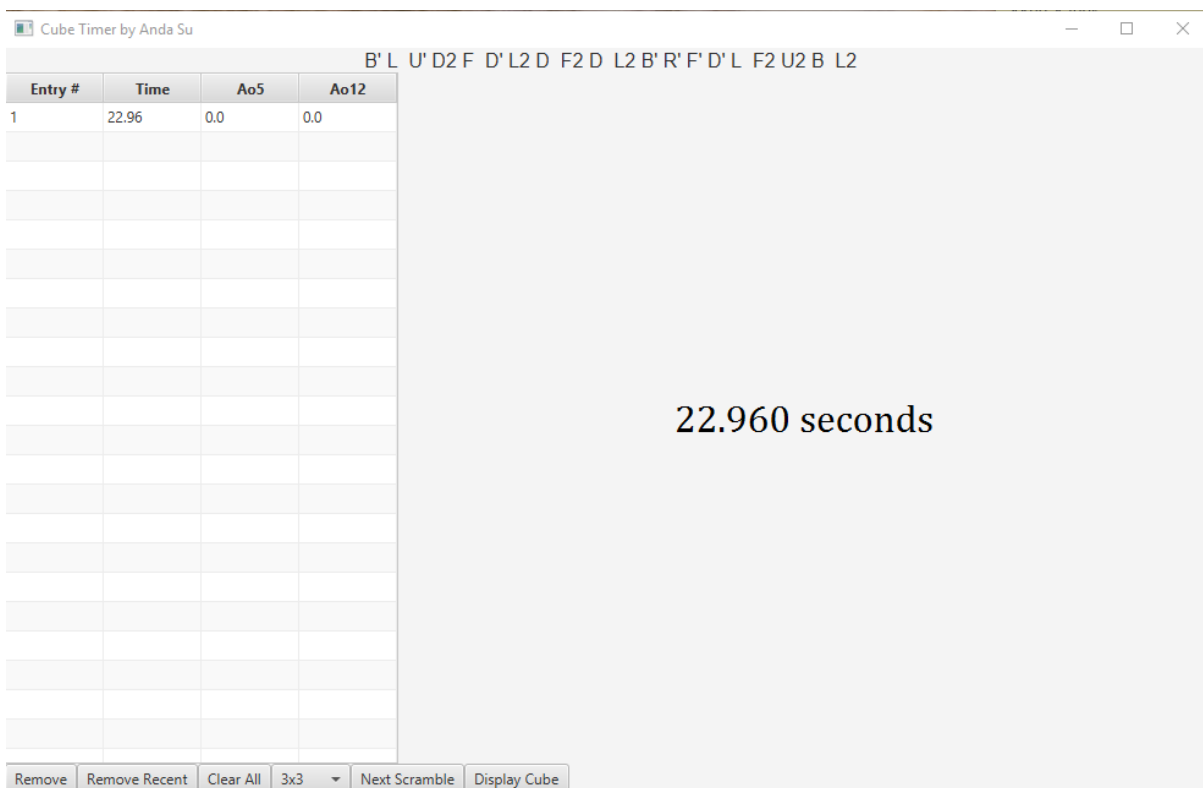 Cube Timer by Anda Su
B' L U' D2 F D' L2 D F2 D L2 B' R' F' D' L F2 U2 B L2
Entry # Time Ao5 Ao12
1 22.96 0.0 0.0
22.960 seconds
Remove Remove Recent Clear All 3x3 Next Scramble Display Cube